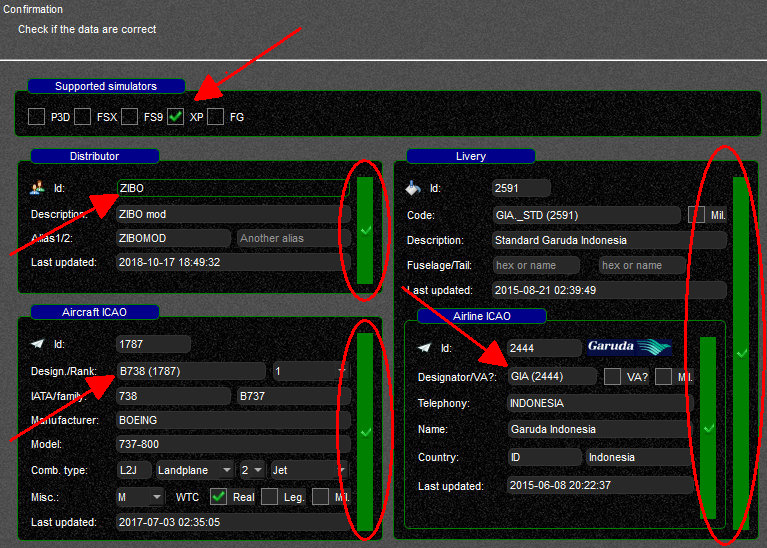 Confirmation
Check if the data are correct
Supported simulators
P3D FSX FS9 XP FG
Distributor
Id: ZIBO
Description: ZIBO mod
Alias1/2: ZIBOMOD Another alias
Last updated: 2018-10-17 18:49:32
Aircraft ICAO
Id: 1787
Design./Rank: B738 (1787) 1
IATA/family: 738 B737
Manufacturer: BOEING
Model: 737-800
Comb. type: L2J Landplane 2 Jet
Misc.: M WTC Real Leg. Mil.
Last updated: 2017-07-03 02:35:05
Livery
Id: 2591
Code: GIA._STD (2591) Mil.
Description: Standard Garuda Indonesia
Fuselage/Tail: hex or name hex or name
Last updated: 2015-08-21 02:39:49
Airline ICAO
Id: 2444 Garuda
Designator/VA?: GIA (2444) VA? Mil.
Telephony: INDONESIA
Name: Garuda Indonesia
Country: ID Indonesia
Last updated: 2015-06-08 20:22:37